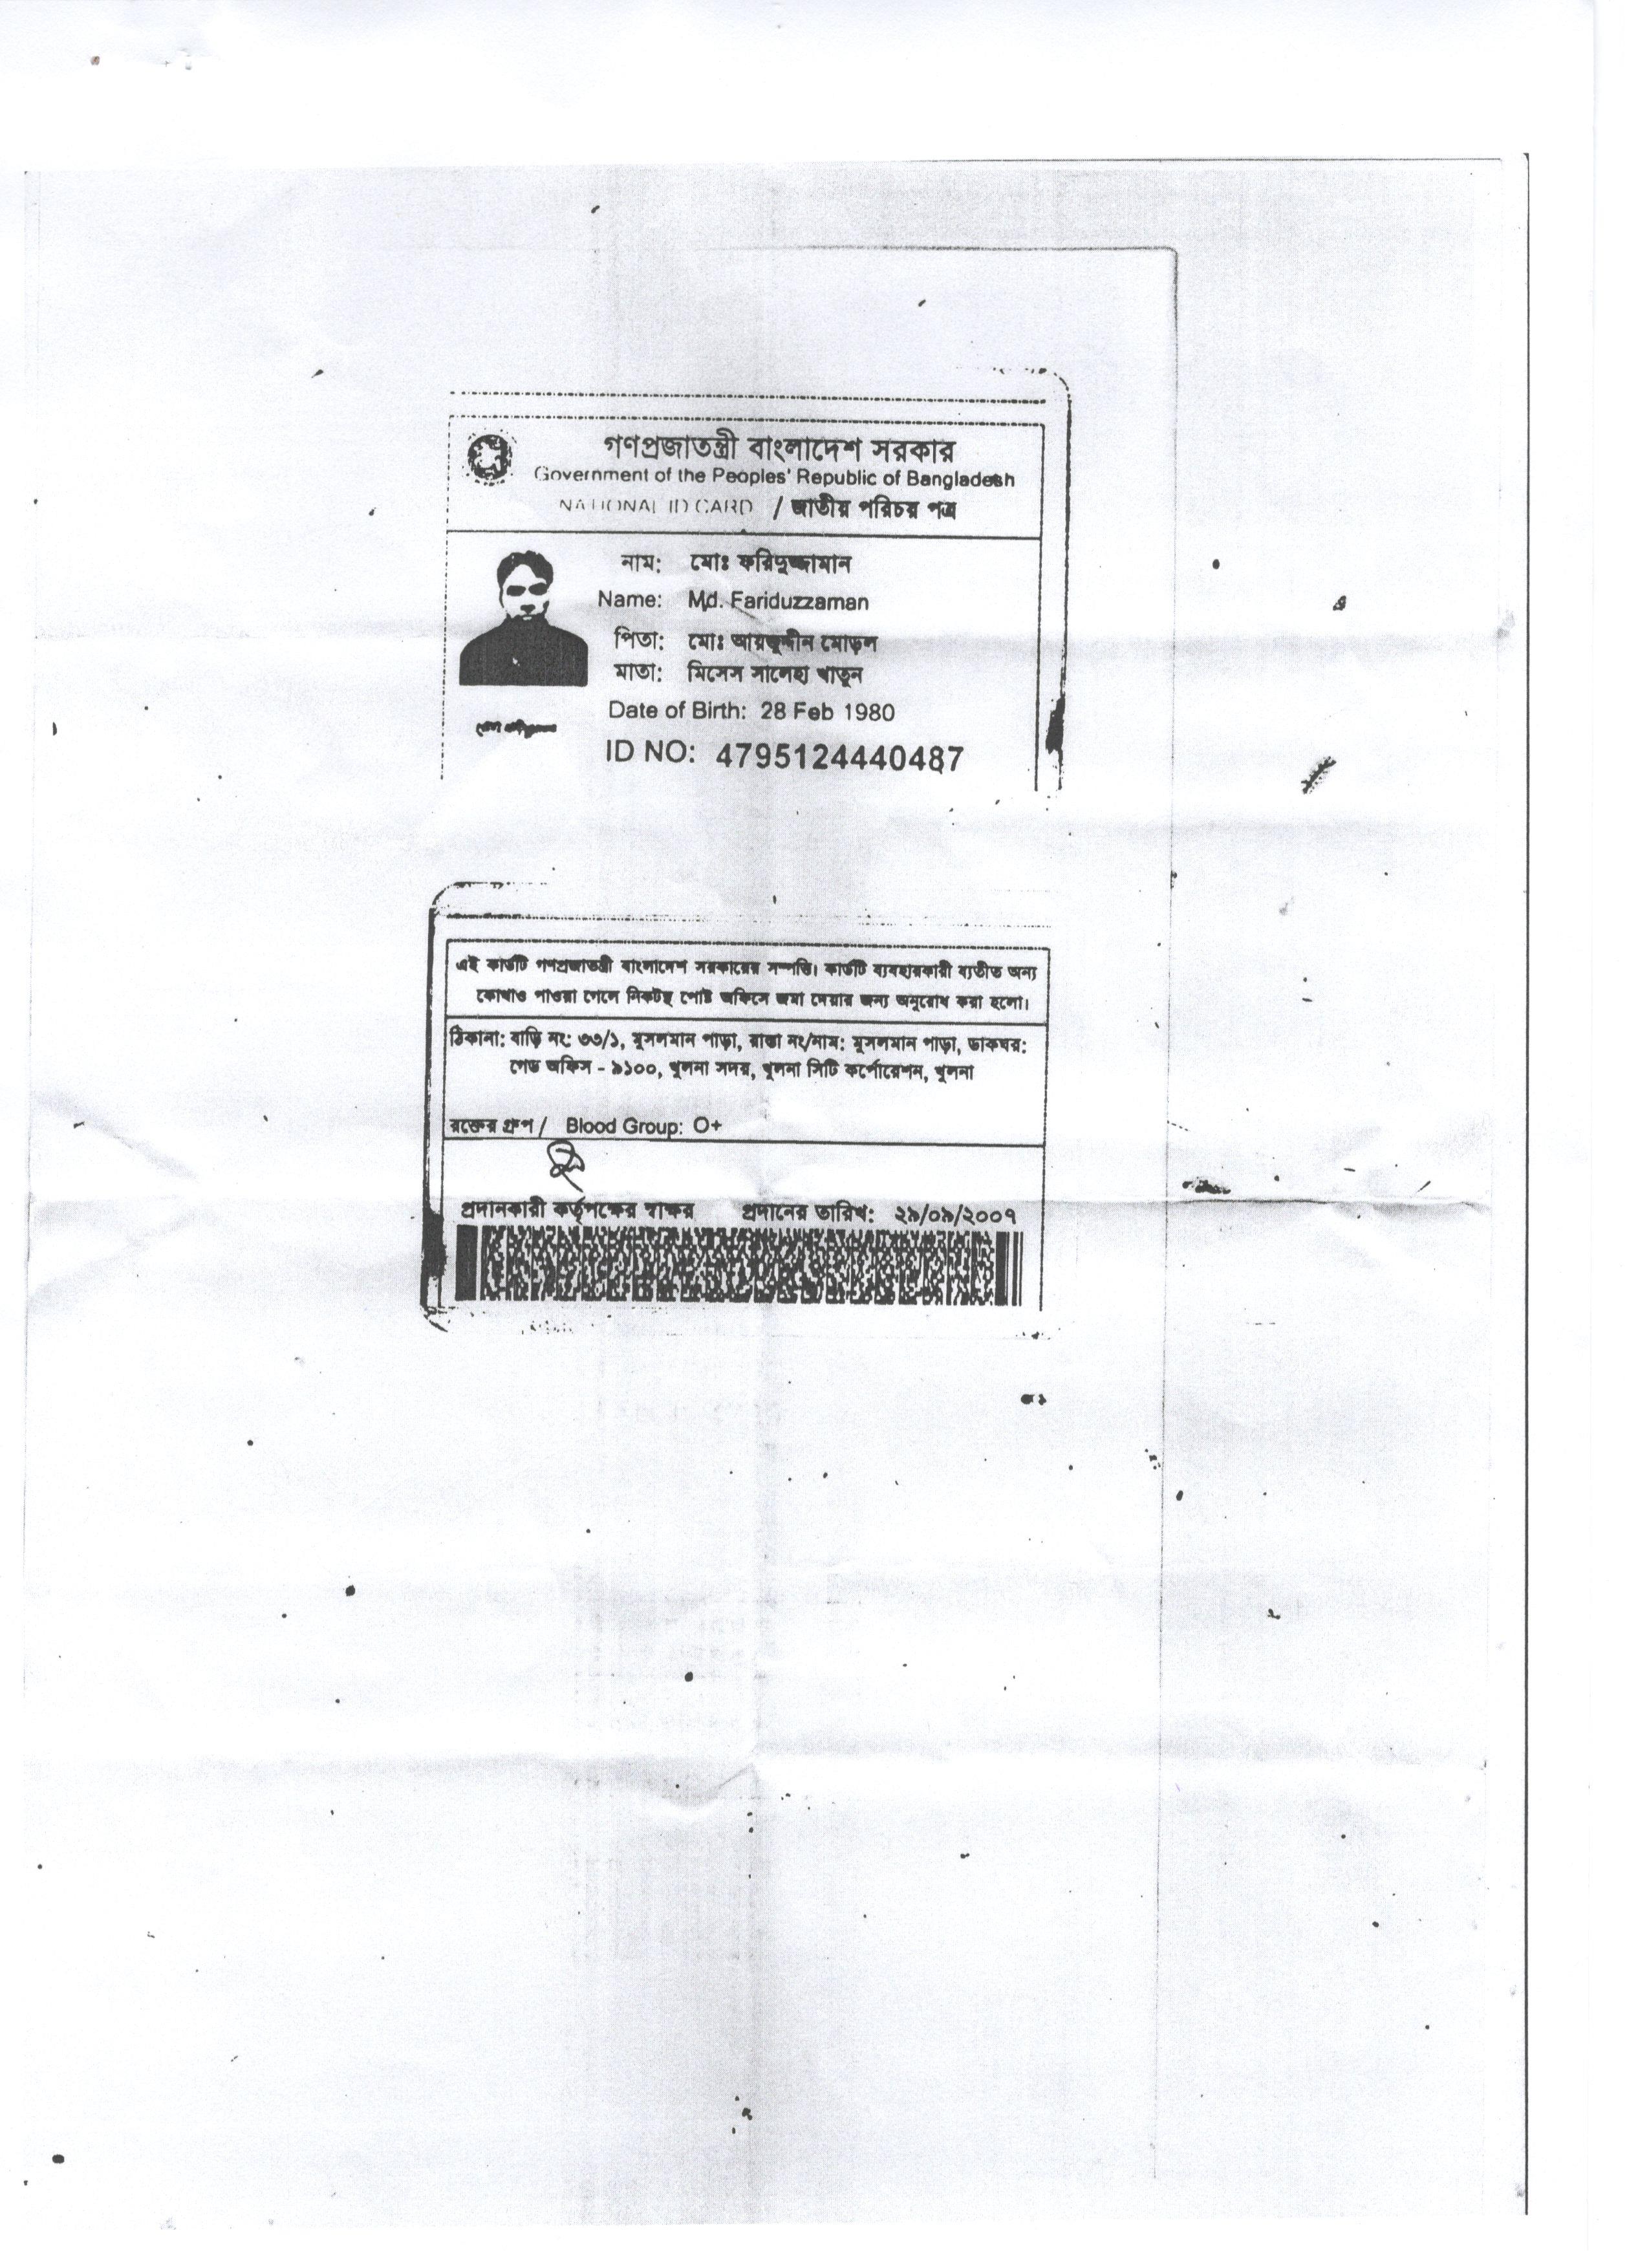 গণপ্রজাতন্ত্রী বাংলাদেশ সরকার
Government of the Peoples' Republic of Bangladesh
NATIONAL ID CARD / জাতীয় পরিচয় পত্র
নাম: মোঃ ফরিদুজ্জামান
Name: Md. Fariduzzaman
পিতা: মোঃ আয়জুদ্দীন মোড়ল
মাতা: মিসেস সালেহা খাতুন
Date of Birth: 28 Feb 1980
ID NO: 4795124440487
এই কার্ডটি গণপ্রজাতন্ত্রী বাংলাদেশ সরকারের সম্পত্তি। কার্ডটি ব্যবহারকারী ব্যতীত অন্য
কোথাও পাওয়া গেলে নিকটস্থ পোষ্ট অফিসে জমা দেয়ার জন্য অনুরোধ করা হলো।
ঠিকানা: বাড়ি নং: ৩৩/১, মুসলমান পাড়া, রাস্তা নং/নাম: মুসলমান পাড়া, ডাকঘর:
হেড অফিস - ৯১০০, খুলনা সদর, খুলনা সিটি কর্পোরেশন, খুলনা
রক্তের গ্রুপ / Blood Group: O+
প্রদানকারী কর্তৃপক্ষের স্বাক্ষর প্রদানের তারিখ: ২৯/০৯/২০০৭